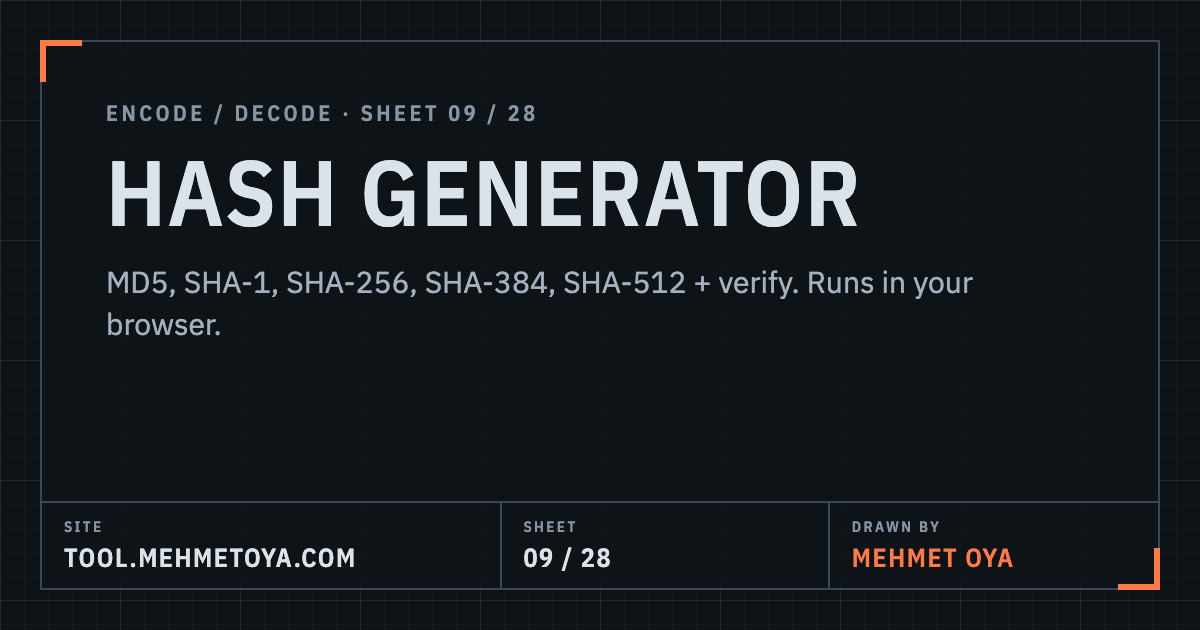 ENCODE / DECODE · SHEET 09 / 28
HASH GENERATOR
MD5, SHA-1, SHA-256, SHA-384, SHA-512 + verify. Runs in your
browser.
SITE
TOOL.MEHMETOYA.COM
SHEET
09 / 28
DRAWN BY
MEHMET OYA